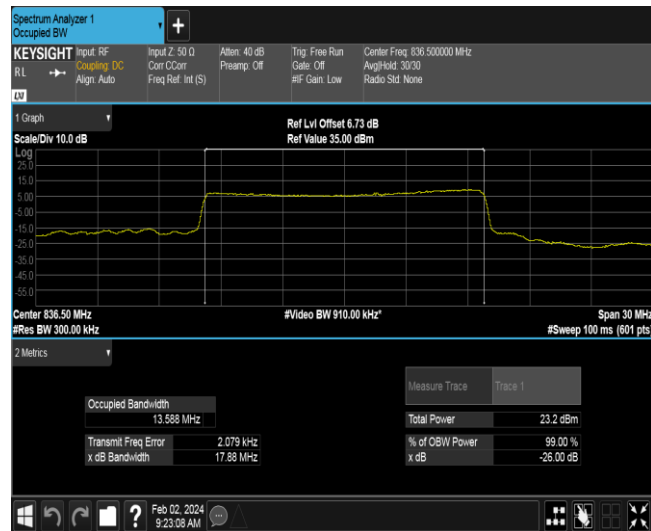 Spectrum Analyzer 1
Occupied BW
+
KEYSIGHT Input: RF Input Z: 50 Ω Atten: 40 dB Trig: Free Run Center Freq: 836.500000 MHz
RL Coupling: DC Corr CCorr Preamp: Off Gate: Off Avg|Hold: 30/30
Align: Auto Freq Ref: Int (S) #IF Gain: Low Radio Std: None
LXI
1 Graph
Ref Lvl Offset 6.73 dB
Scale/Div 10.0 dB Ref Value 35.00 dBm
Log
25.0
15.0
5.00
-5.00
-15.0
-25.0
-35.0
-45.0
-55.0
Center 836.50 MHz #Video BW 910.00 kHz* Span 30 MHz
#Res BW 300.00 kHz #Sweep 100 ms (601 pts)
2 Metrics
Measure Trace Trace 1
Occupied Bandwidth
13.588 MHz Total Power 23.2 dBm
Transmit Freq Error 2.079 kHz % of OBW Power 99.00 %
x dB Bandwidth 17.88 MHz x dB -26.00 dB
? Feb 02, 2024
9:23:08 AM